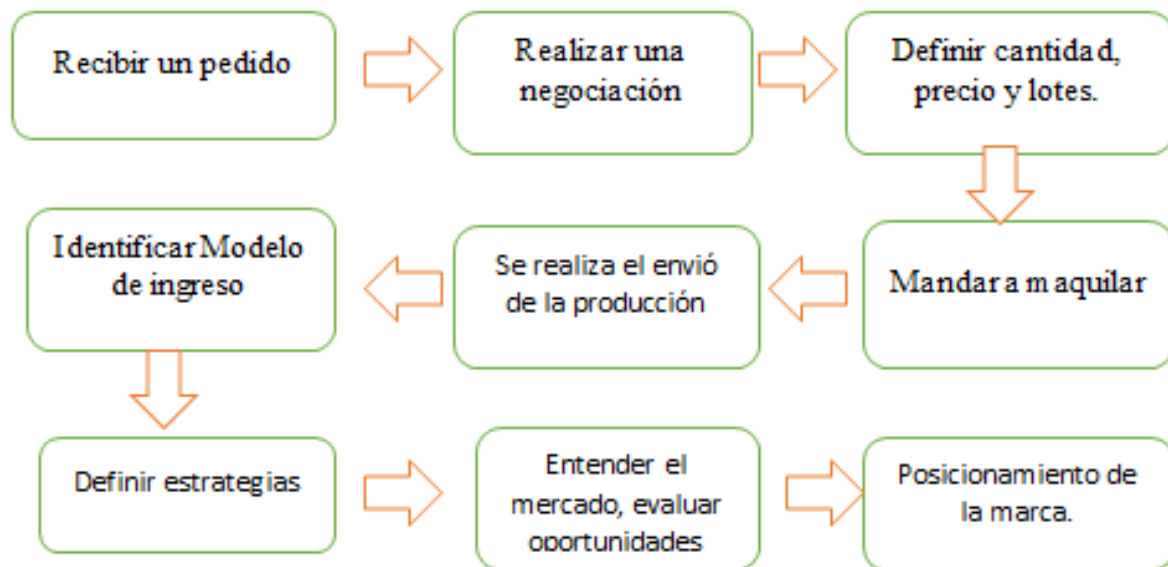 Recibir un pedido
Realizar una
negociación
Definir cantidad,
precio y lotes.
Mandar a maquilar
Se realiza el envió
de la producción
Identificar Modelo
de ingreso
Definir estrategias
Entender el
mercado, evaluar
oportunidades
Posicionamiento de
la marca.